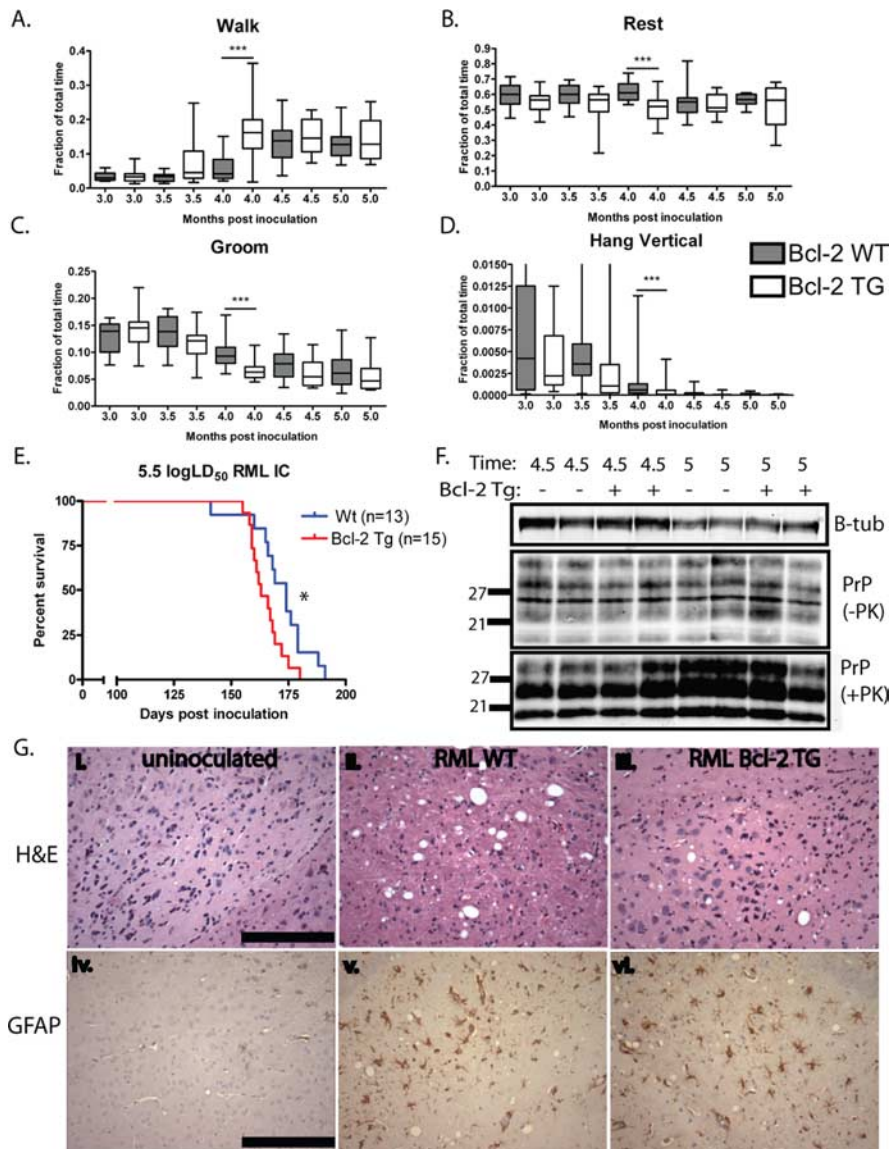 A.
Walk
Fraction of total time
0.4
0.3
0.2
0.1
0.0
***
3.0 3.0 3.5 3.5 4.0 4.0 4.5 4.5 5.0 5.0
Months post inoculation
B.
Rest
Fraction of total time
0.9
0.8
0.7
0.6
0.5
0.4
0.3
0.2
0.1
0.0
***
3.0 3.0 3.5 3.5 4.0 4.0 4.5 4.5 5.0 5.0
Months post inoculation
C.
Groom
Fraction of total time
0.25
0.20
0.15
0.10
0.05
0.00
***
3.0 3.0 3.5 3.5 4.0 4.0 4.5 4.5 5.0 5.0
Months post inoculation
D.
Hang Vertical
Fraction of total time
0.0150
0.0125
0.0100
0.0075
0.0050
0.0025
0.0000
***
3.0 3.0 3.5 3.5 4.0 4.0 4.5 4.5 5.0 5.0
Months post inoculation
Bcl-2 WT
Bcl-2 TG
E.
5.5 logLD50 RML IC
Percent survival
100
75
50
25
0
Wt (n=13)
Bcl-2 Tg (n=15)
*
0 100 125 150 175 200
Days post inoculation
F.
Time: 4.5 4.5 4.5 4.5 5 5 5 5
Bcl-2 Tg: - - + + - - + +
B-tub
27
21
PrP
(-PK)
27
21
PrP
(+PK)
G.
i.
uninoculated
ii.
RML WT
iii.
RML Bcl-2 TG
H&E
iv.
v.
vi.
GFAP